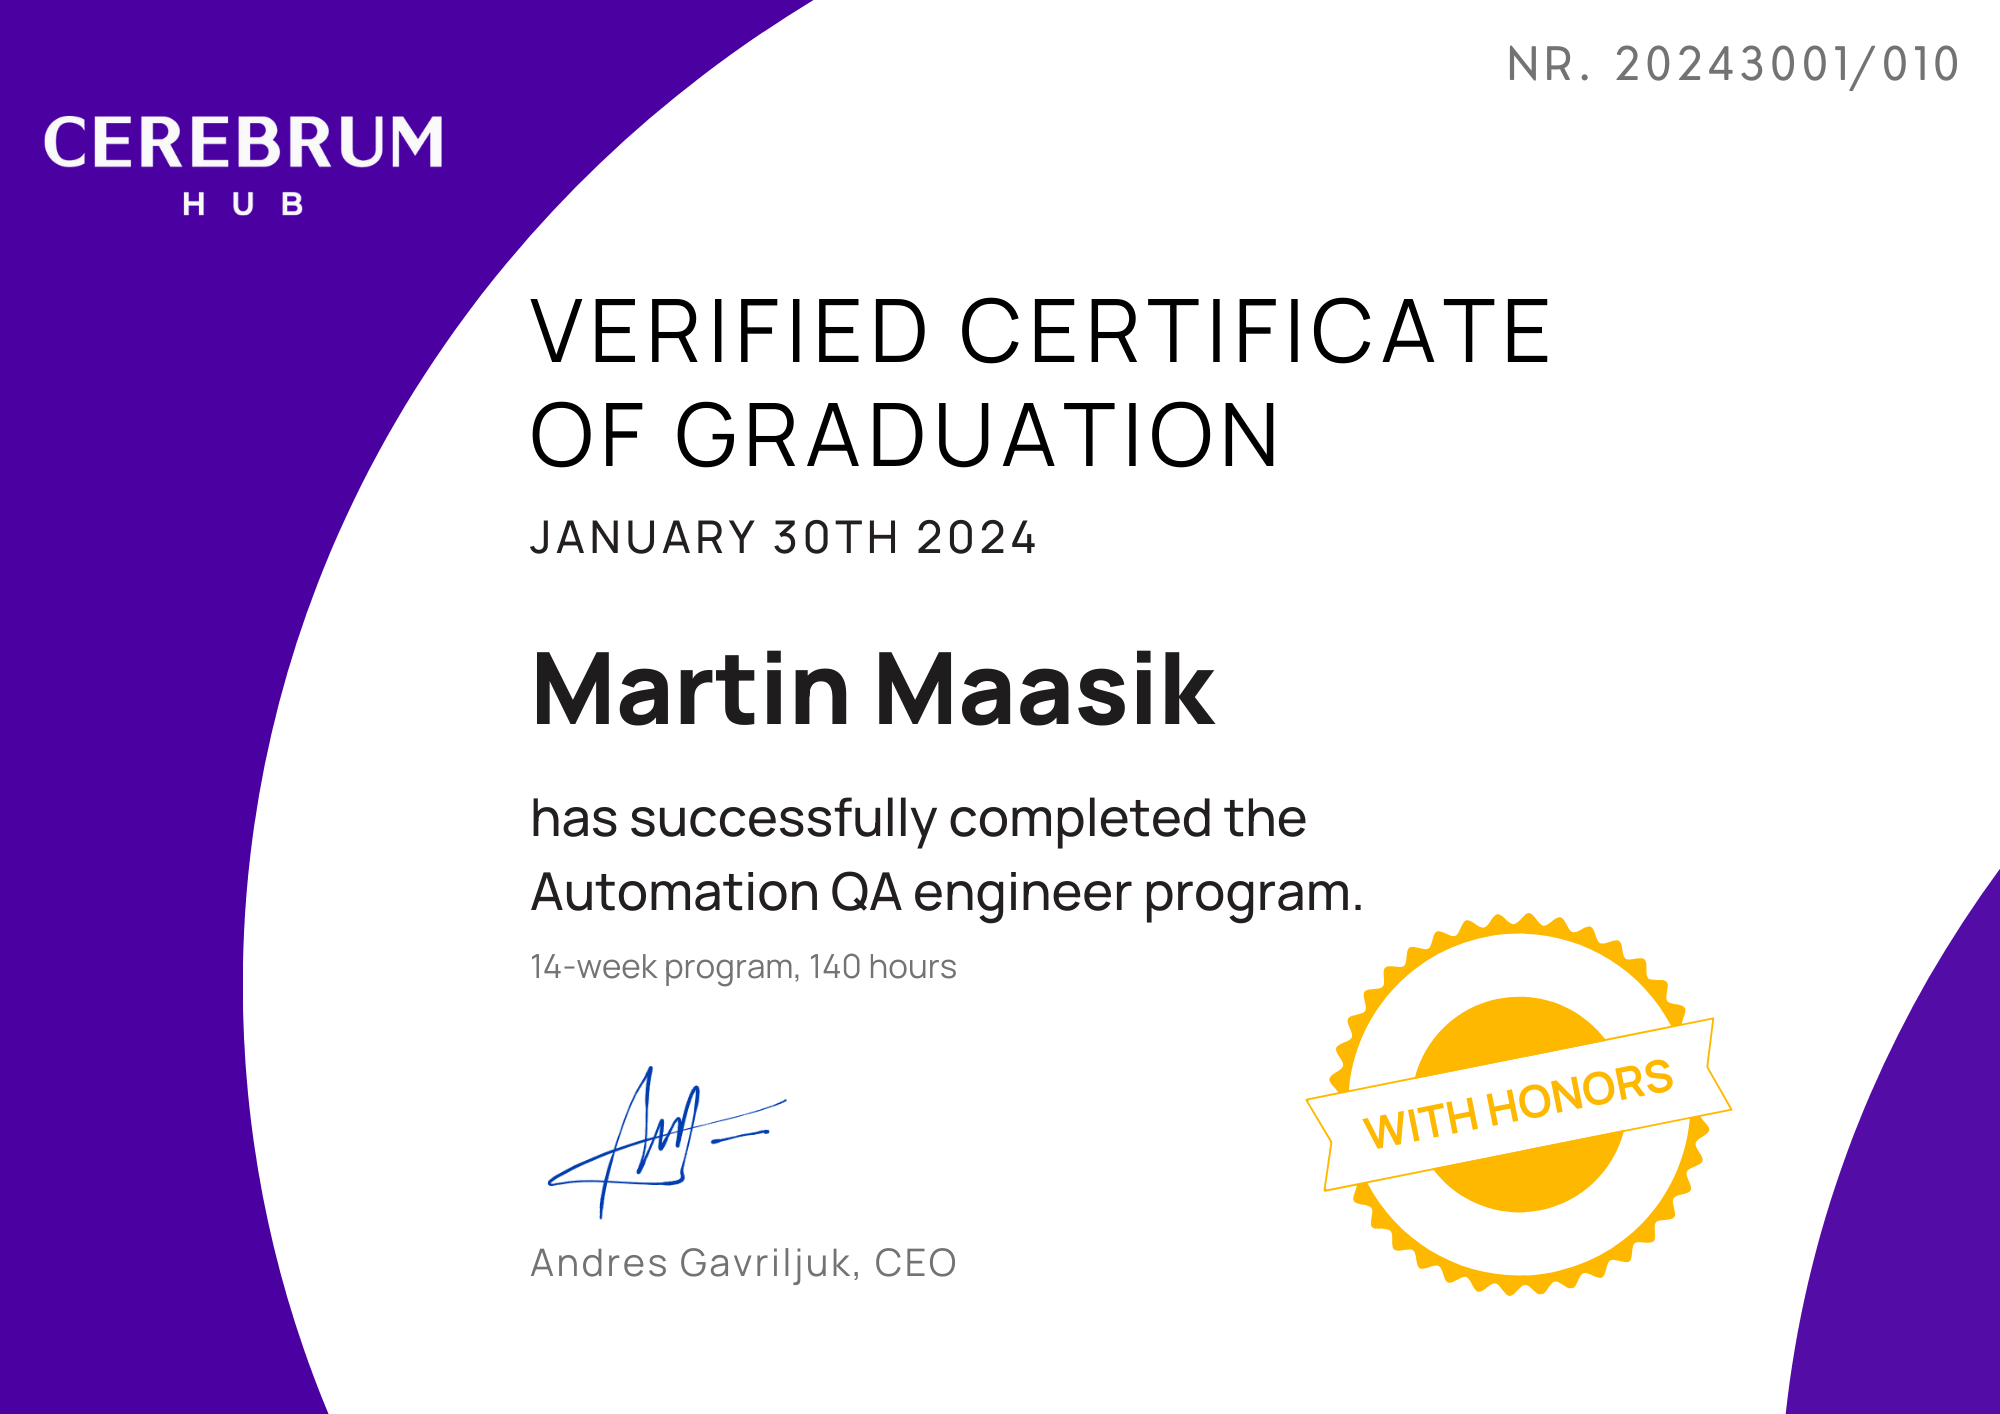 NR. 20243001/010
CEREBRUM
HUB
VERIFIED CERTIFICATE
OF GRADUATION
JANUARY 30TH 2024
Martin Maasik
has successfully completed the
Automation QA engineer program.
14-week program, 140 hours
WITH HONORS
Andres Gavriljuk, CEO